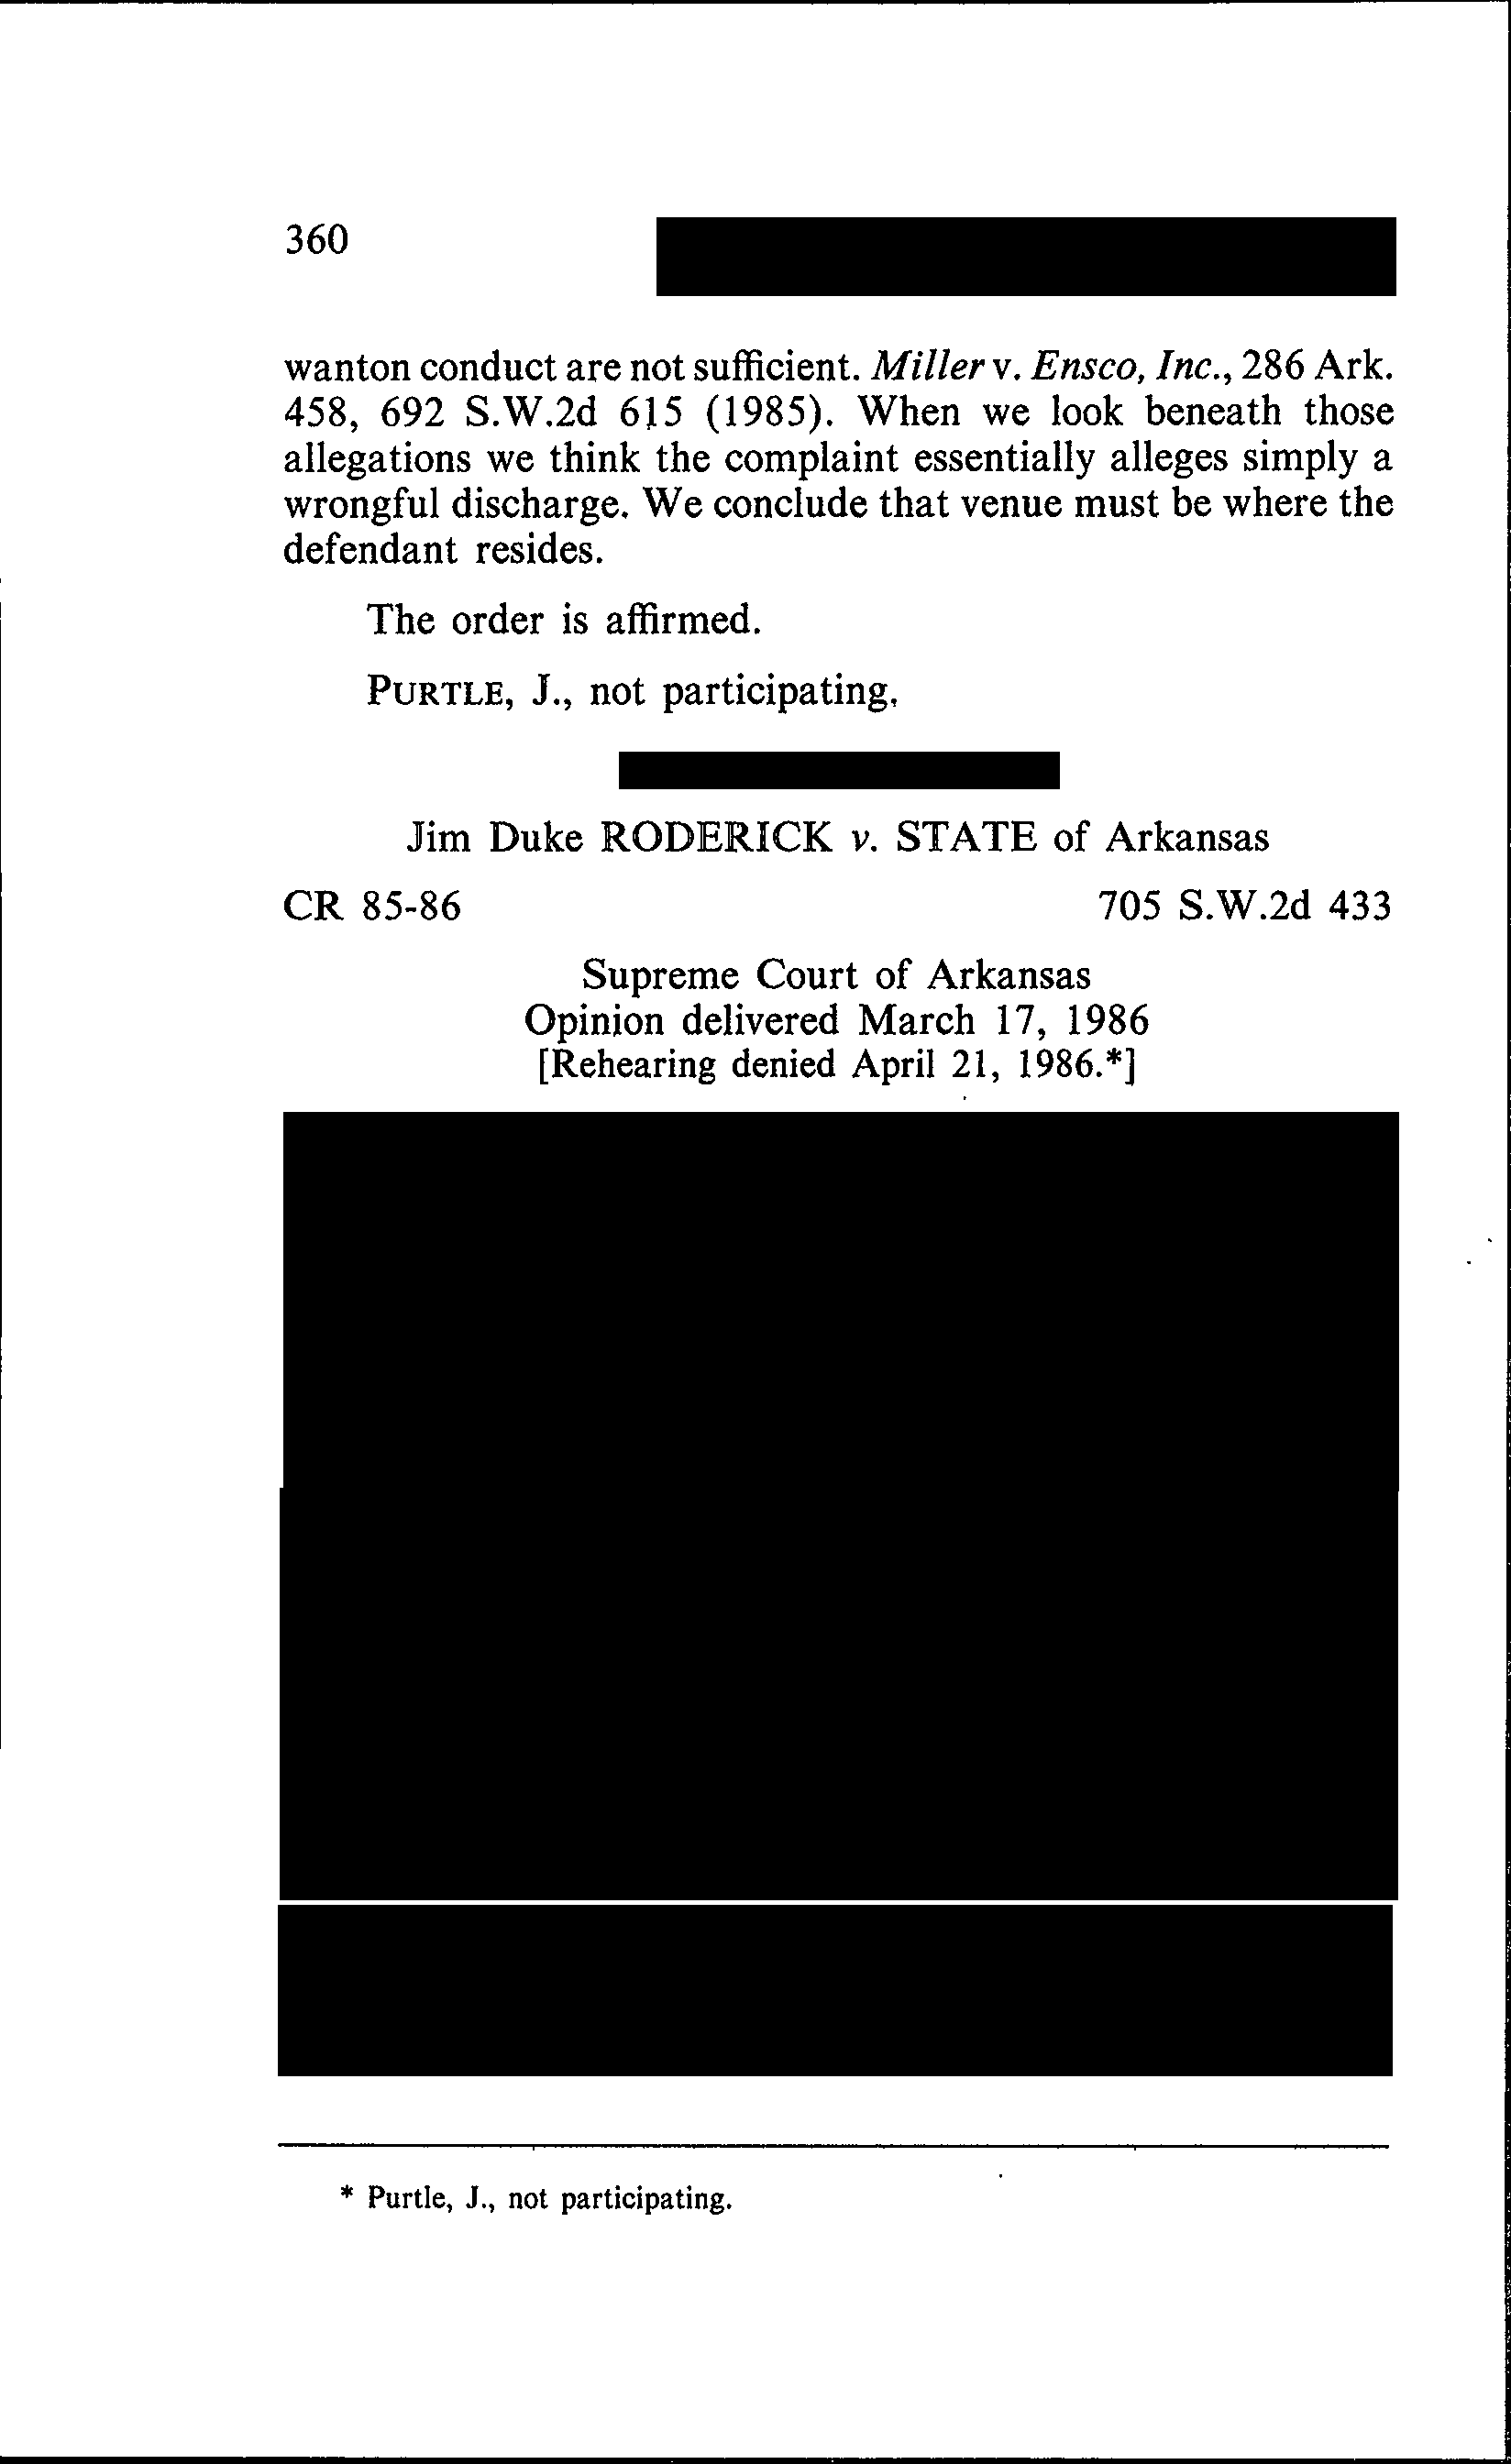 360
wanton conduct are not sufficient. Miller v. Ensco, Inc., 286 Ark.
458, 692 S.W.2d 615 (1985). When we look beneath those
allegations we think the complaint essentially alleges simply a
wrongful discharge. We conclude that venue must be where the
defendant resides.
The order is affirmed.
PURTLE, J., not participating.
Jim Duke RODERICK v. STATE of Arkansas
CR 85-86 705 S.W.2d 433
Supreme Court of Arkansas
Opinion delivered March 17, 1986
[Rehearing denied April 21, 1986.*]
* Purtle, J., not participating.